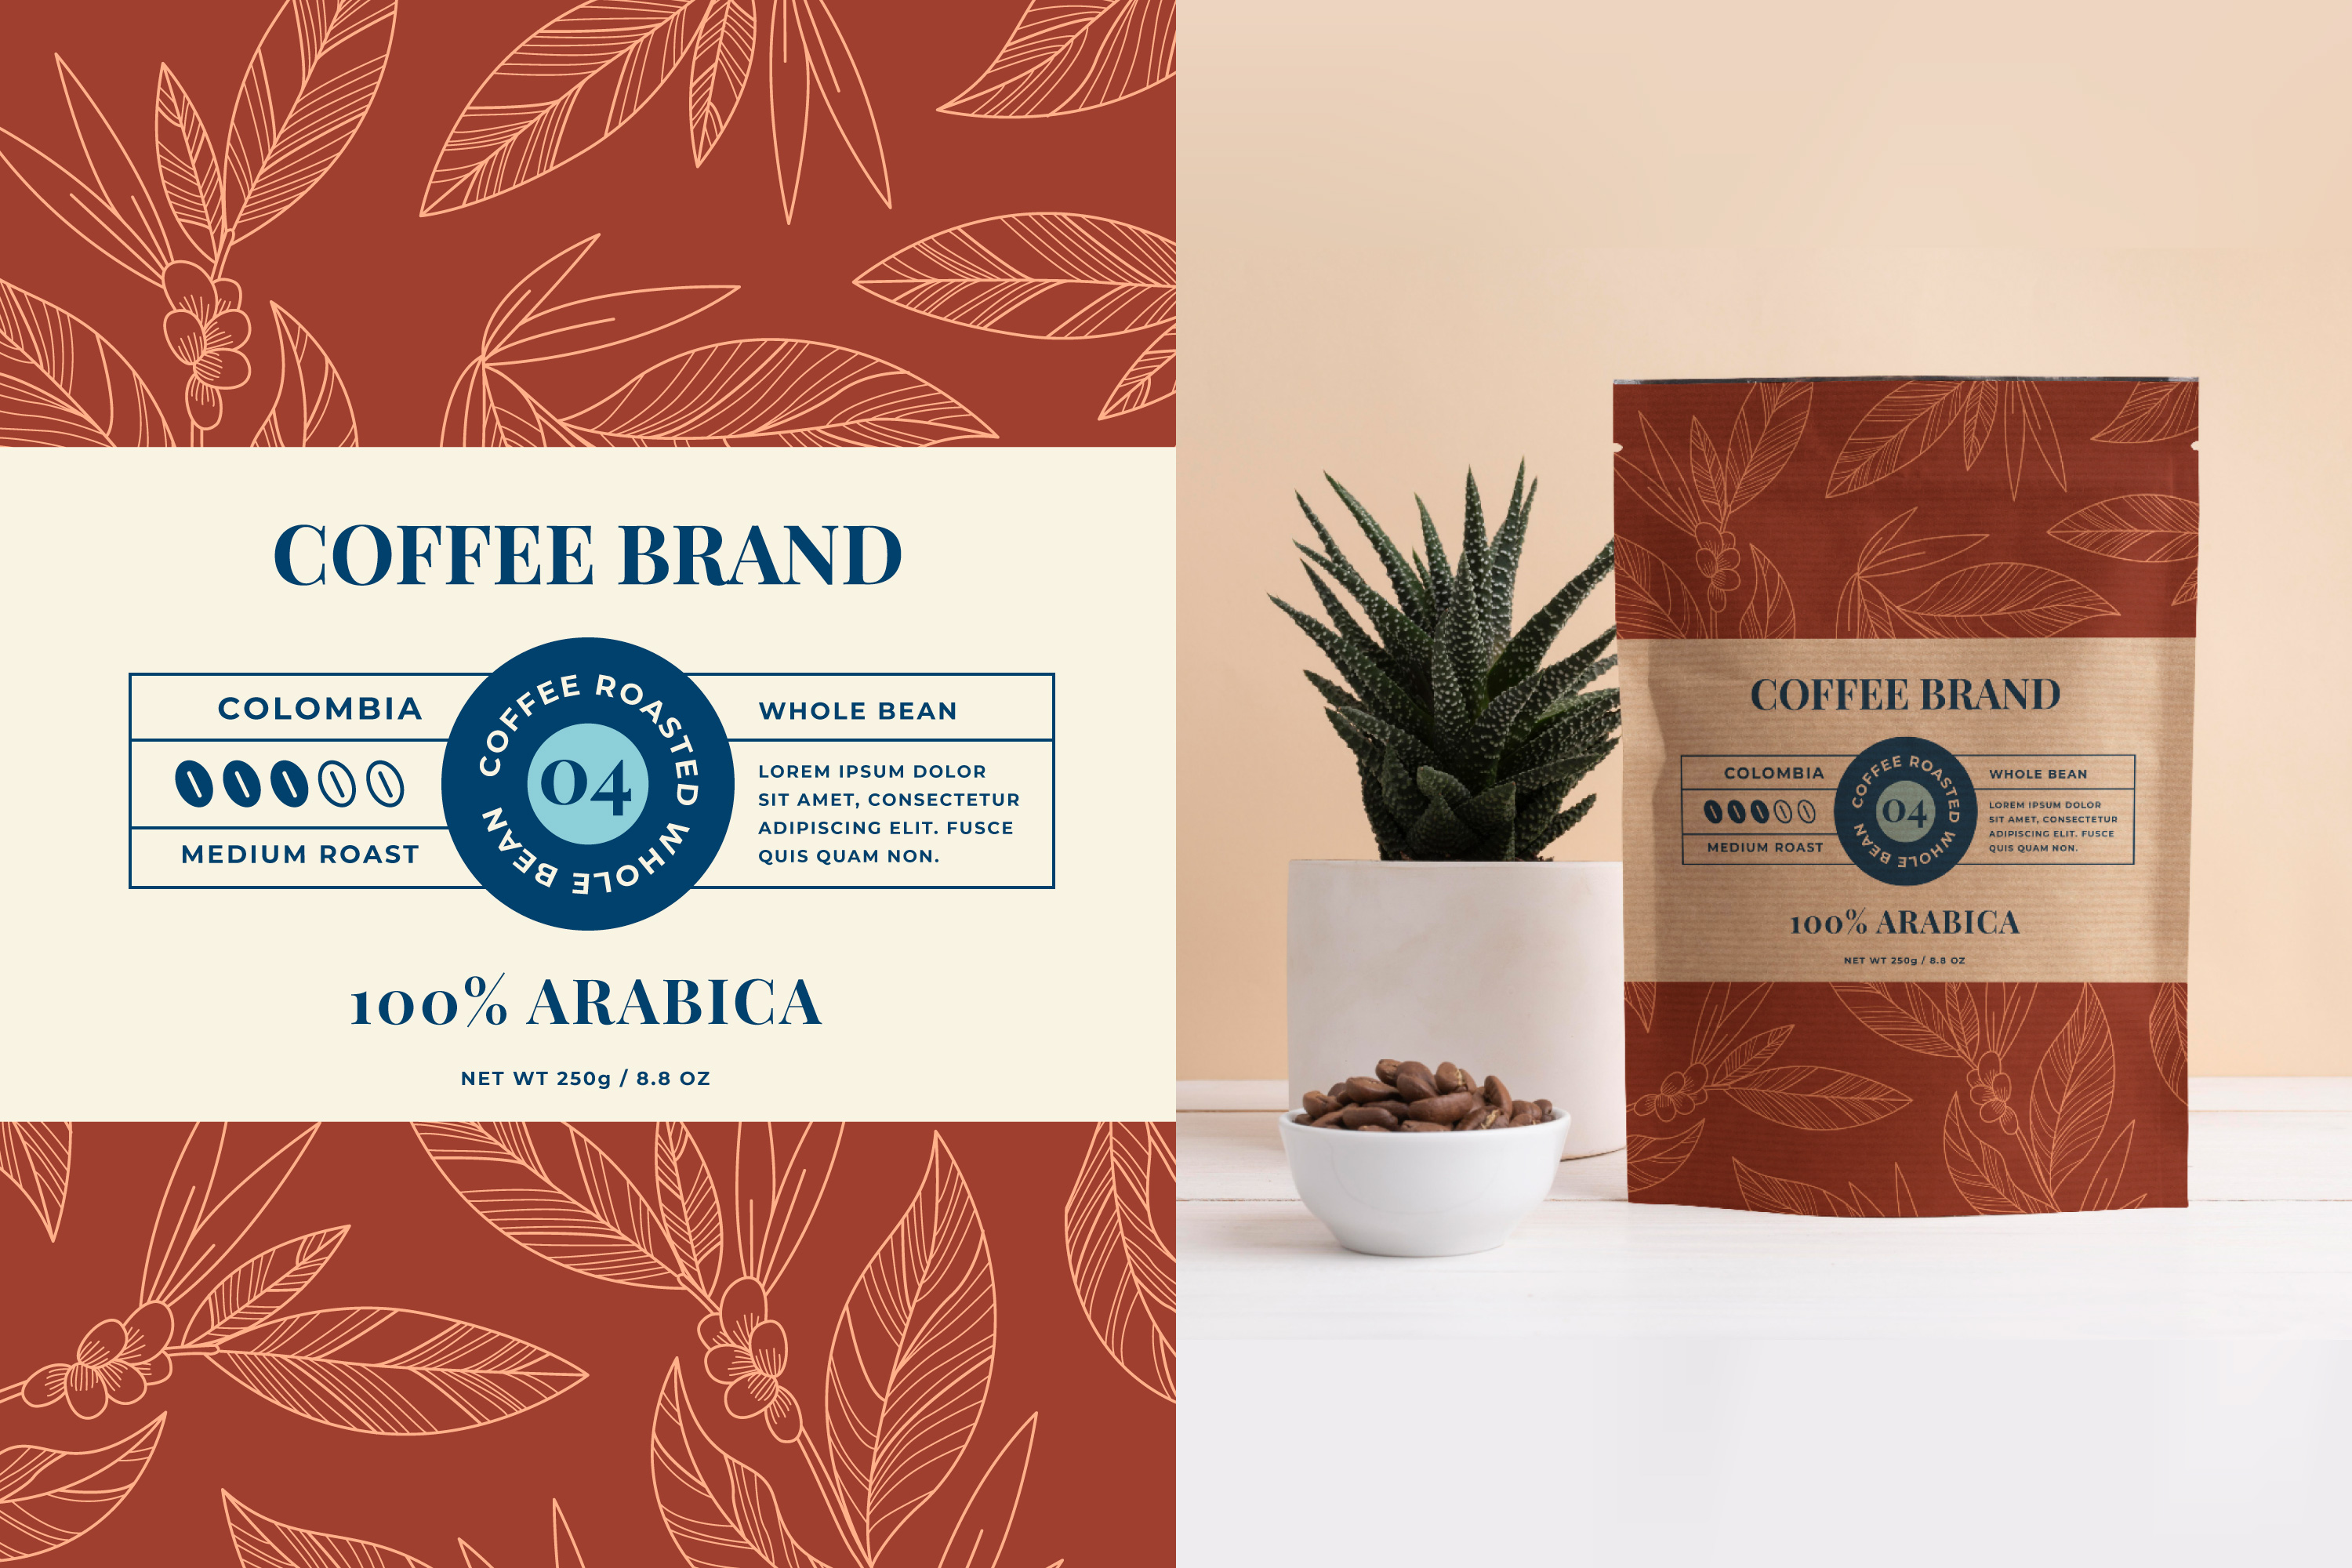 COFFEE BRAND
COLOMBIA
MEDIUM ROAST
COFFEE ROASTED WHOLE BEAN
04
WHOLE BEAN
LOREM IPSUM DOLOR
SIT AMET, CONSECTETUR
ADIPISCING ELIT. FUSCE
QUIS QUAM NON.
100% ARABICA
NET WT 250g / 8.8 OZ
COFFEE BRAND
COLOMBIA
MEDIUM ROAST
COFFEE ROASTED WHOLE BEAN
04
WHOLE BEAN
LOREM IPSUM DOLOR
SIT AMET, CONSECTETUR
ADIPISCING ELIT. FUSCE
QUIS QUAM NON.
100% ARABICA
NET WT 250g / 8.8 OZ